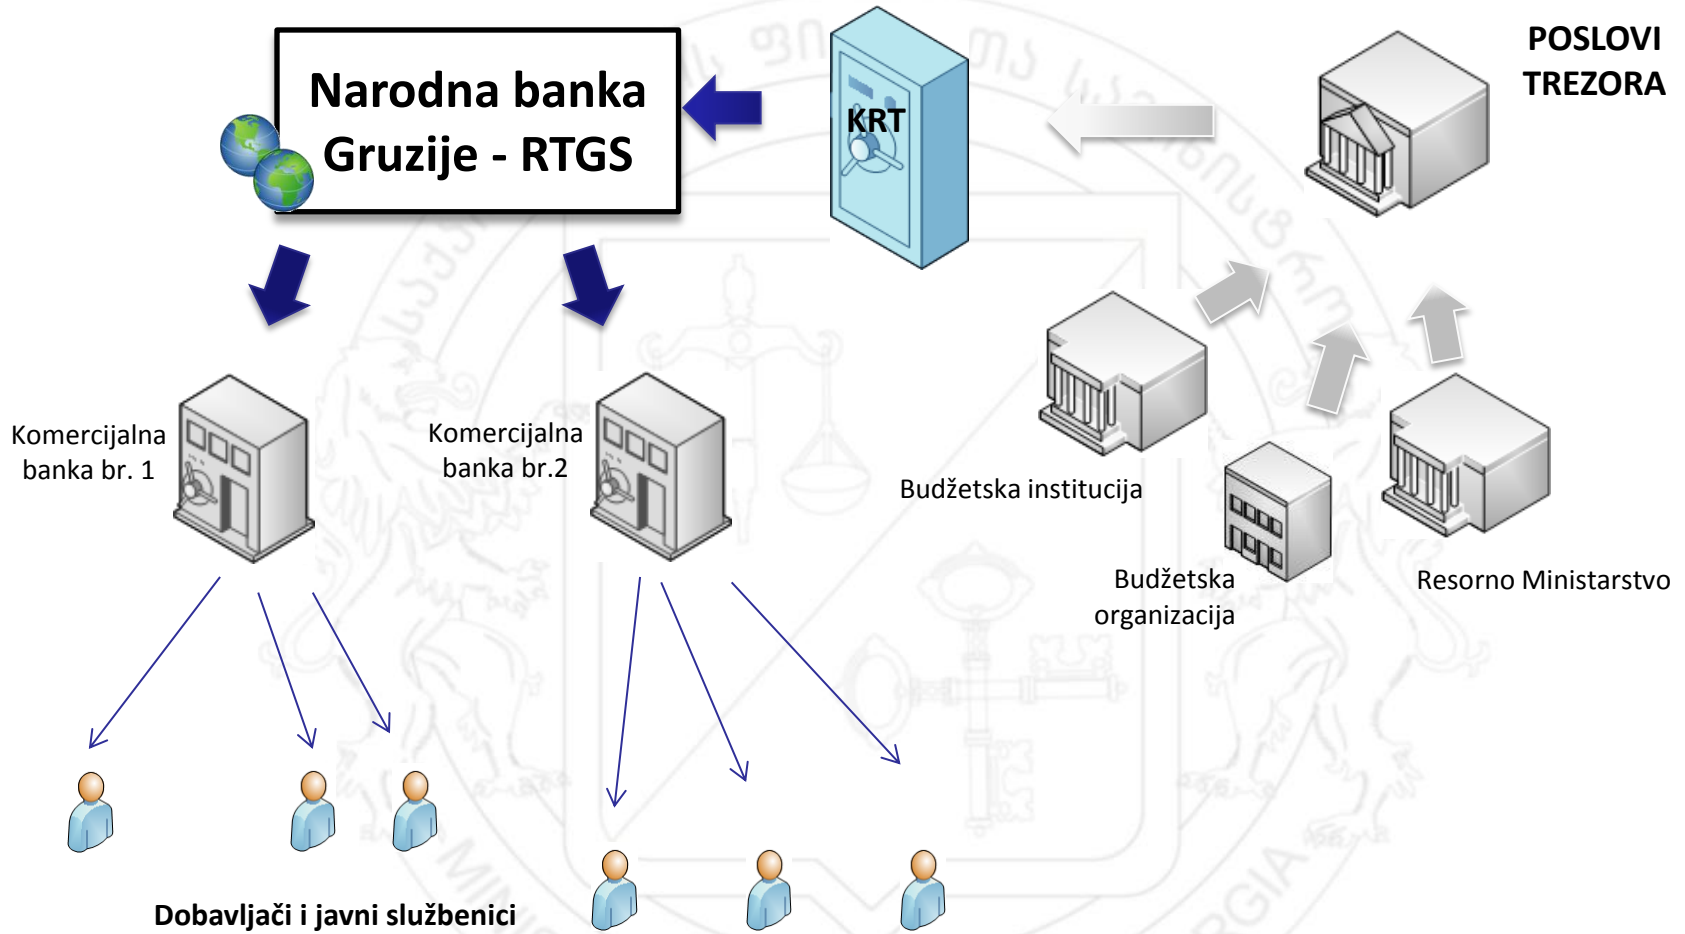 Narodna banka
Gruzije - RTGS
KRT
POSLOVI
TREZORA
Komercijalna
banka br. 1
Komercijalna
banka br.2
Budžetska institucija
Budžetska
organizacija
Resorno Ministarstvo
Dobavljači i javni službenici